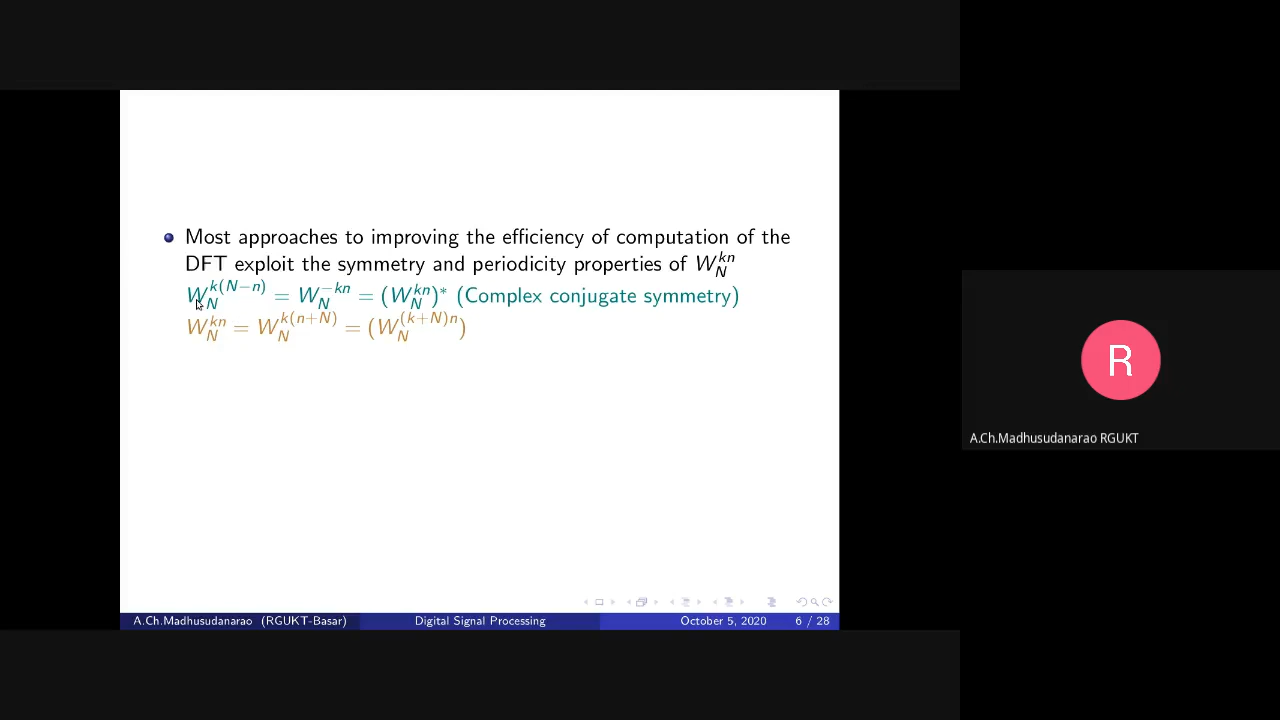 Most approaches to improving the efficiency of computation of the
DFT exploit the symmetry and periodicity properties of W_N^{kn}
W_N^{k(N−n)} = W_N^{−kn} = (W_N^{kn})* (Complex conjugate symmetry)
W_N^{kn} = W_N^{k(n+N)} = (W_N^{(k+N)n})
A.Ch.Madhusudanarao (RGUKT-Basar) Digital Signal Processing October 5, 2020 6 / 28
R
A.Ch.Madhusudanarao RGUKT